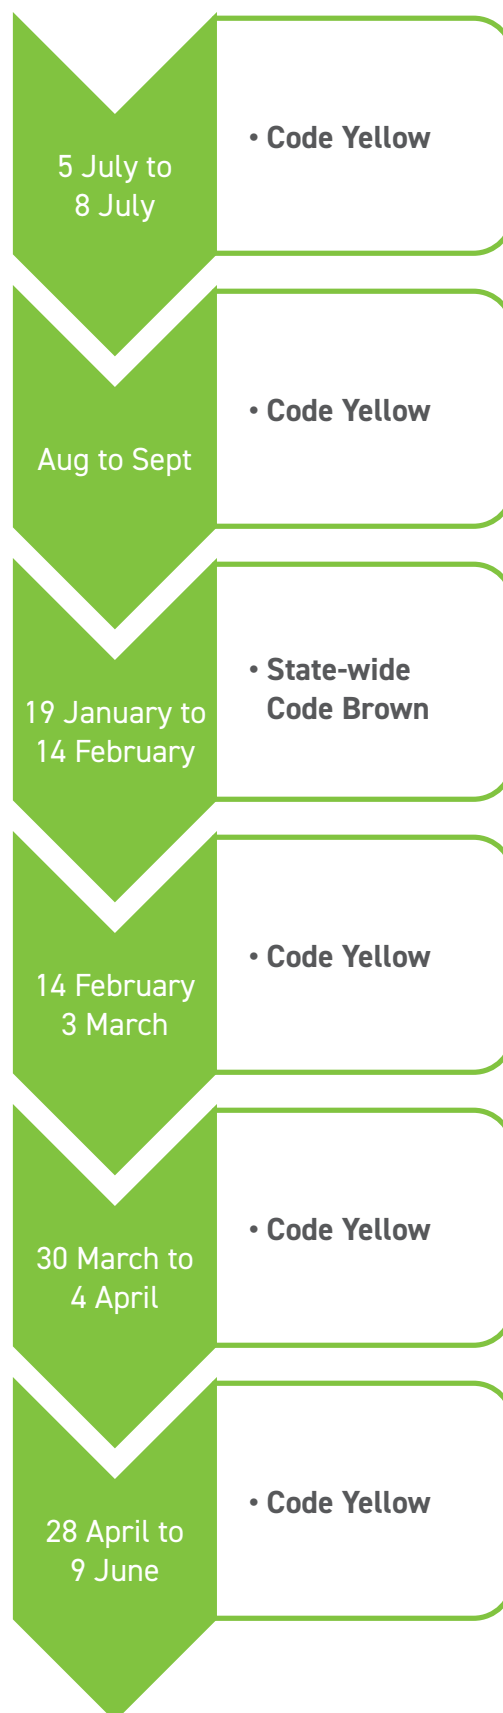 5 July to
8 July
• Code Yellow
Aug to Sept
• Code Yellow
19 January to
14 February
• State-wide
Code Brown
14 February
3 March
• Code Yellow
30 March to
4 April
• Code Yellow
28 April to
9 June
• Code Yellow